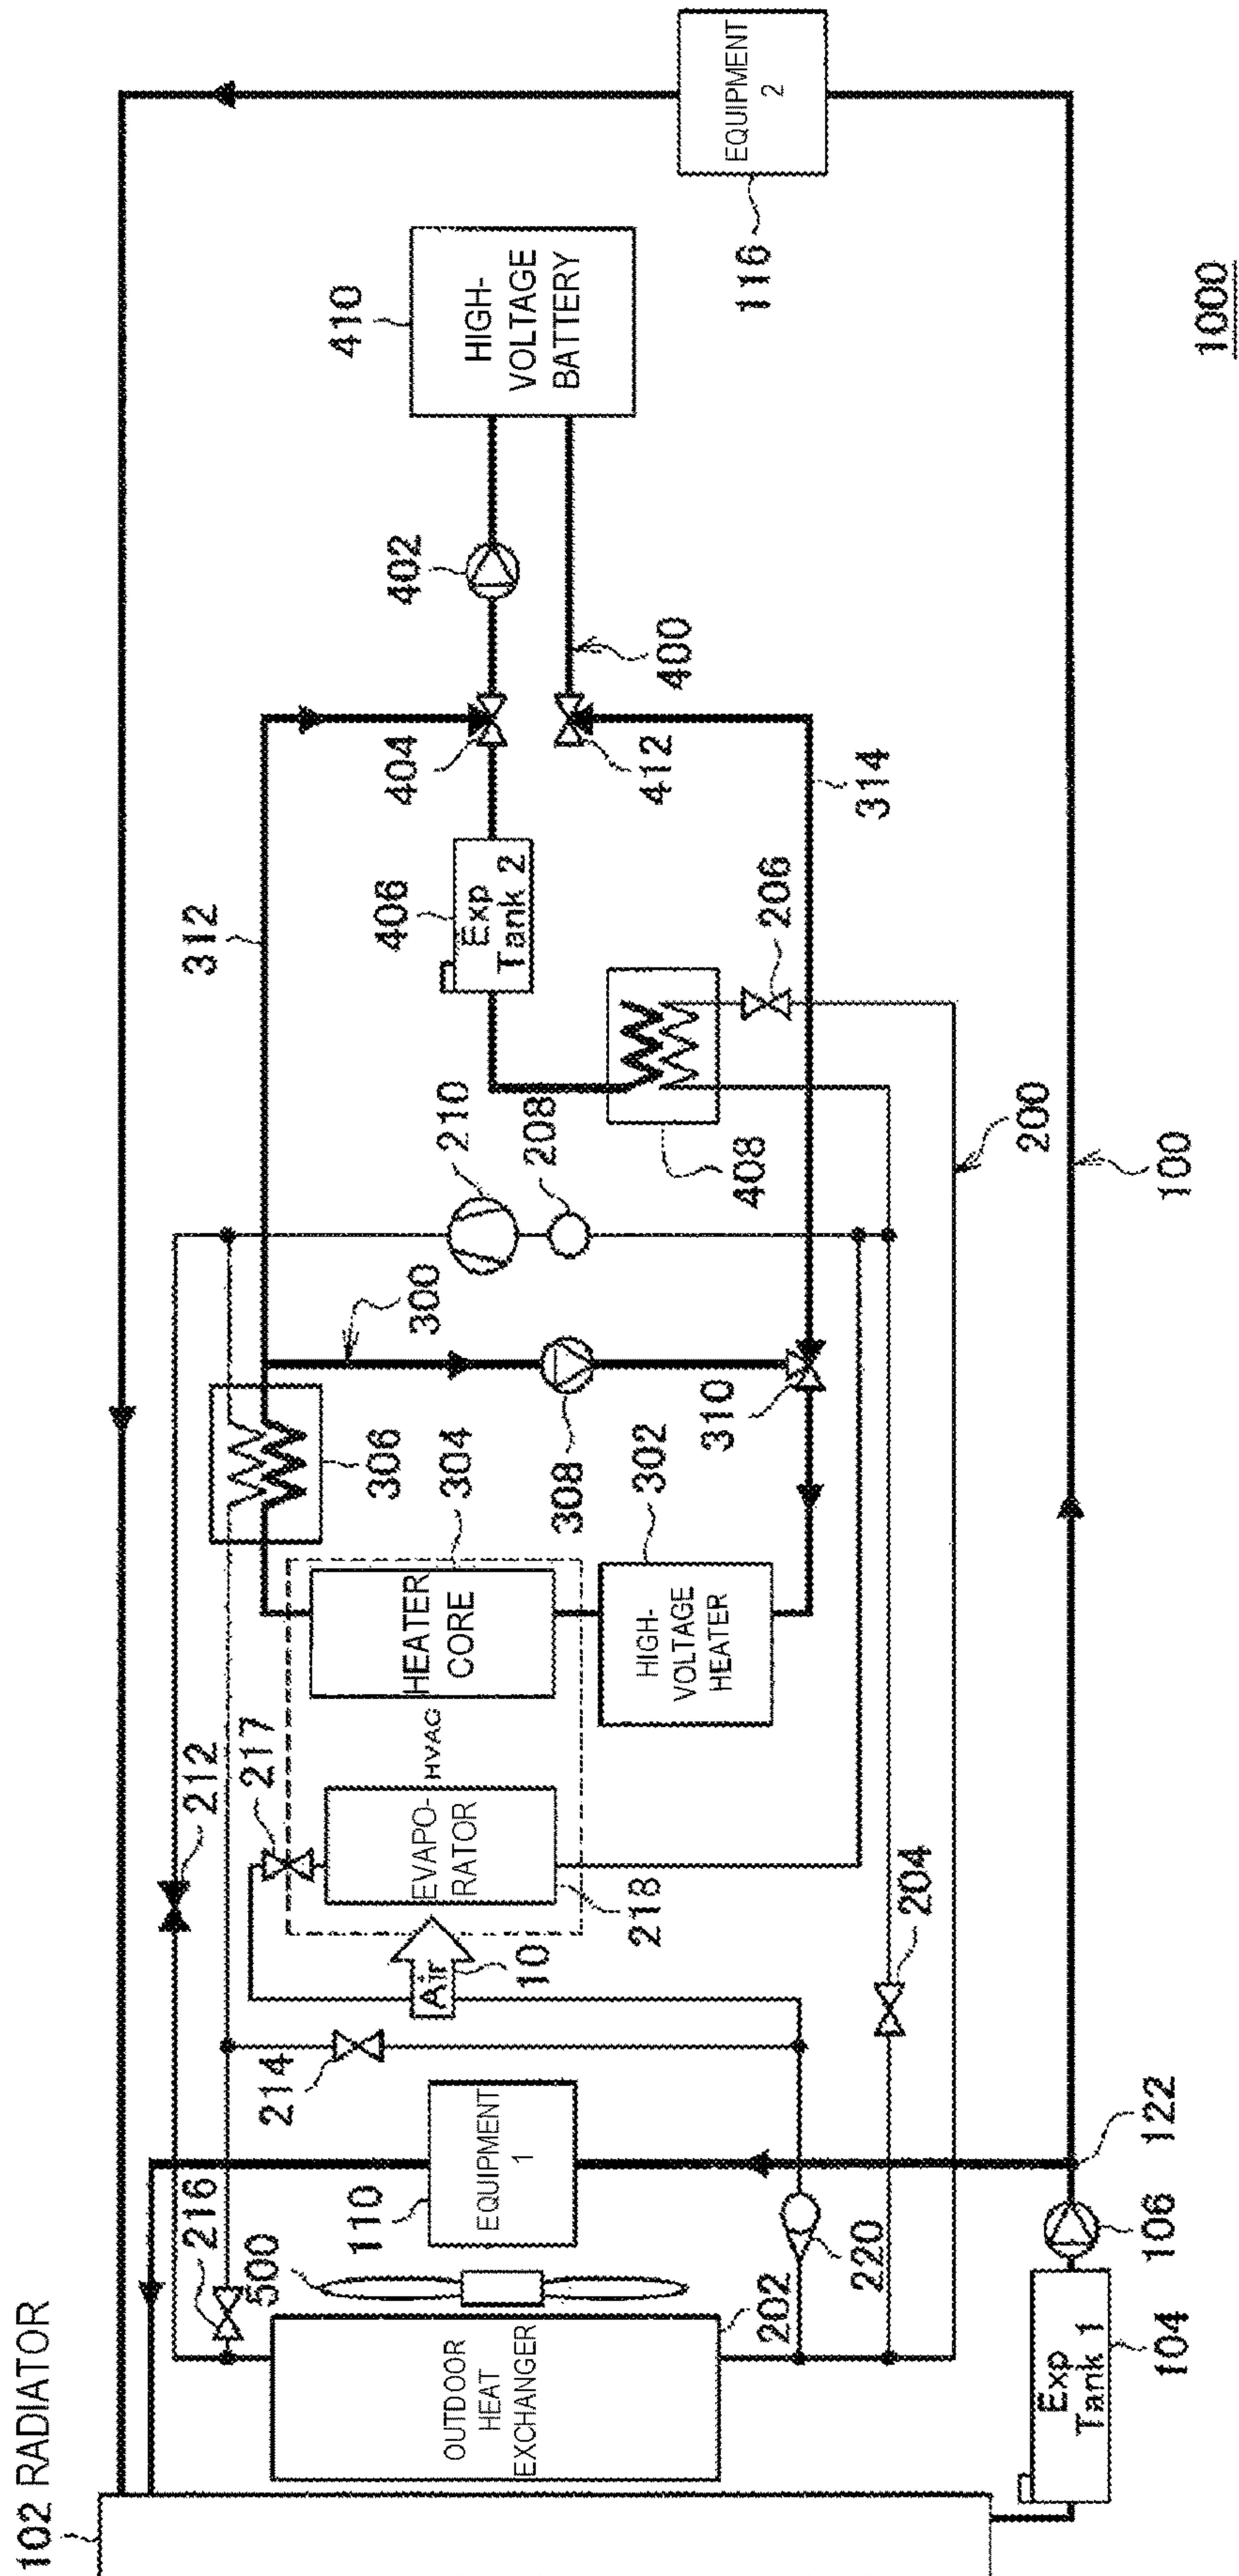 102 RADIATOR
OUTDOOR
HEAT
EXCHANGER
500
216
202
220
Exp
Tank 1
104
106
122
110
EQUIPMENT
1
214
204
Air
10
212
217
EVAPO-
RATOR
218
HVAC
HEATER
CORE
304
HIGH-
VOLTAGE
HEATER
302
306
308
310
300
210
208
312
406
Exp
Tank 2
408
206
314
404
412
400
402
410
HIGH-
VOLTAGE
BATTERY
200
100
EQUIPMENT
2
116
1000